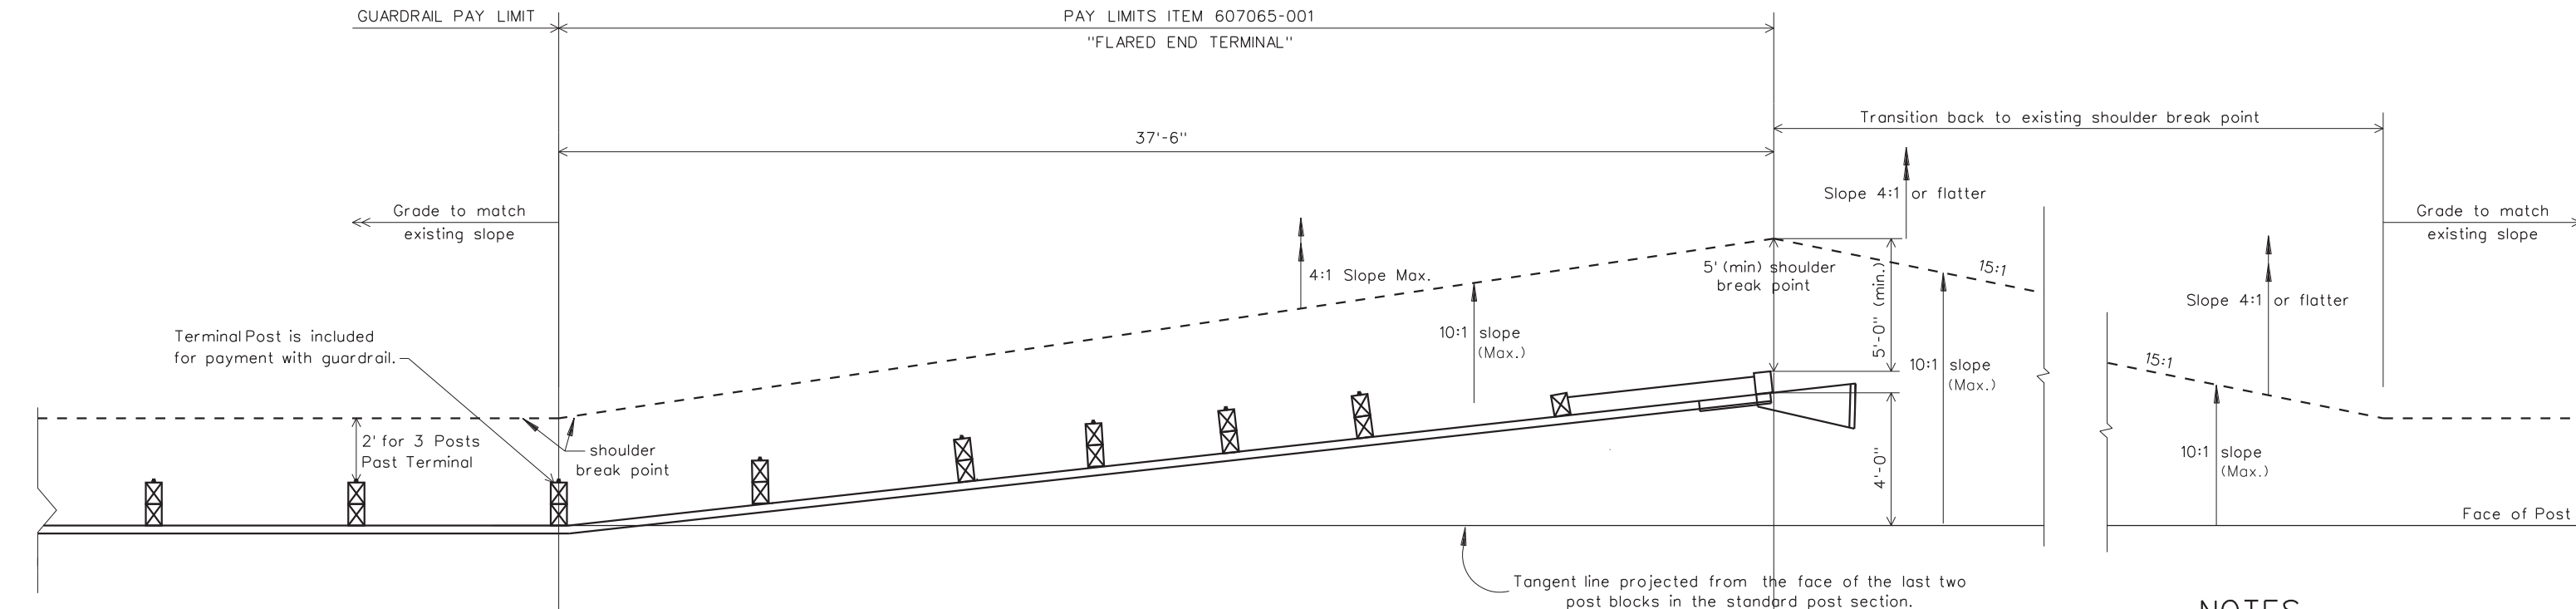 GUARDRAIL PAY LIMIT
PAY LIMITS ITEM 607065-001
"FLARED END TERMINAL"
Transition back to existing shoulder break point
37'-6"
Slope 4:1 or flatter
Grade to match
existing slope
Grade to match
existing slope
4:1 Slope Max.
5' (min) shoulder
break point
15:1
5'-0" (min.)
Slope 4:1 or flatter
10:1 slope
(Max.)
Terminal Post is included
for payment with guardrail.
10:1 slope
(Max.)
15:1
2' for 3 Posts
Past Terminal
shoulder
break point
4'-0"
10:1 slope
(Max.)
Face of Post
Tangent line projected from the face of the last two
post blocks in the standard post section.
NOTES